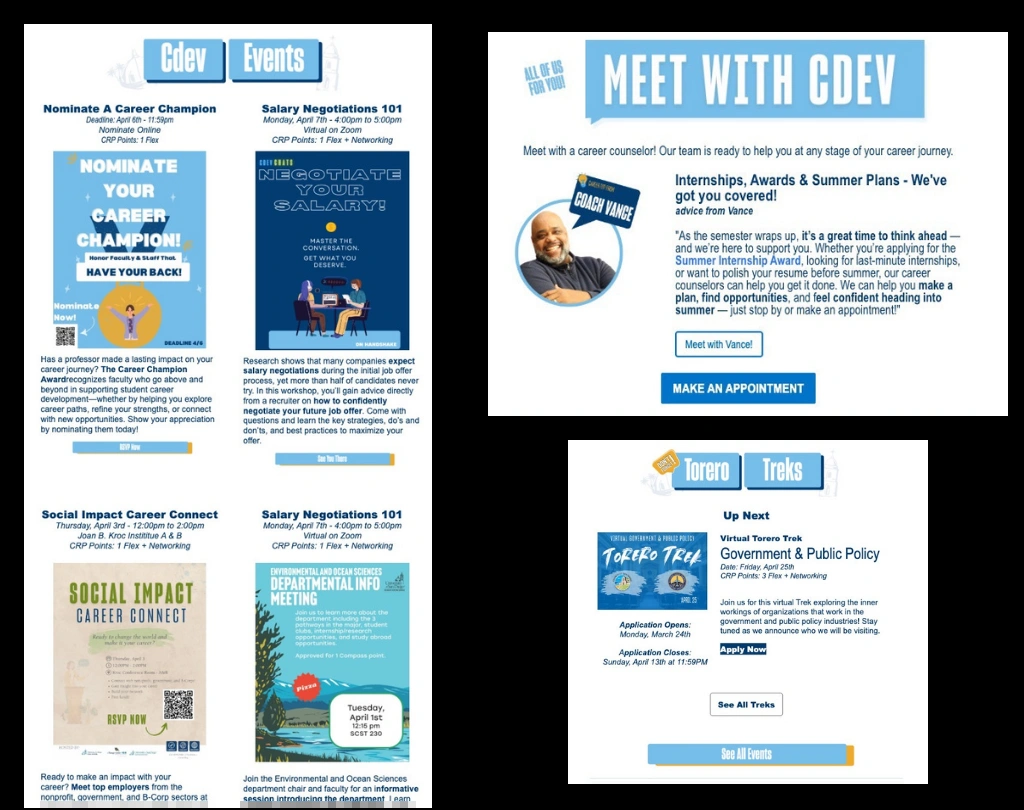 Cdev Events
Nominate A Career Champion
Deadline: April 6th - 11:59pm
Nominate Online
CRP Points: 1 Flex
NOMINATE
YOUR
CAREER
CHAMPION!
Honor Faculty & Staff That
HAVE YOUR BACK!
Nominate
Now!
DEADLINE 4/6
Has a professor made a lasting impact on your
career journey? The Career Champion
Awardrecognizes faculty who go above and
beyond in supporting student career
development—whether by helping you explore
career paths, refine your strengths, or connect
with new opportunities. Show your appreciation
by nominating them today!
RSVP Now
Salary Negotiations 101
Monday, April 7th - 4:00pm to 5:00pm
Virtual on Zoom
CRP Points: 1 Flex + Networking
CDEV CHATS
NEGOTIATE
YOUR
SALARY!
MASTER THE
CONVERSATION.
GET WHAT YOU
DESERVE.
ON HANDSHAKE
Research shows that many companies expect
salary negotiations during the initial job offer
process, yet more than half of candidates never
try. In this workshop, you'll gain advice directly
from a recruiter on how to confidently
negotiate your future job offer. Come with
questions and learn the key strategies, do's and
don'ts, and best practices to maximize your
offer.
See You There
Social Impact Career Connect
Thursday, April 3rd - 12:00pm to 2:00pm
Joan B. Kroc Instititue A & B
CRP Points: 1 Flex + Networking
SOCIAL IMPACT
CAREER CONNECT
Ready to change the world and
make it your career?
RSVP NOW
Ready to make an impact with your
career? Meet top employers from the
nonprofit, government, and B-Corp sectors at
Salary Negotiations 101
Monday, April 7th - 4:00pm to 5:00pm
Virtual on Zoom
CRP Points: 1 Flex + Networking
ENVIRONMENTAL AND OCEAN SCIENCES
DEPARTMENTAL INFO
MEETING
Join us to learn more about the
department including the 3
pathways in the major, student
clubs, internship/research
opportunities, and study abroad
opportunities.
Approved for 1 Compass point.
Pizza
Tuesday,
April 1st
12:15 pm
SCST 230
Join the Environmental and Ocean Sciences
department chair and faculty for an informative
session introducing the department. Learn
ALL OF US
FOR YOU!
MEET WITH CDEV
Meet with a career counselor! Our team is ready to help you at any stage of your career journey.
COACH VANCE
Internships, Awards & Summer Plans - We've
got you covered!
advice from Vance
"As the semester wraps up, it's a great time to think ahead —
and we're here to support you. Whether you're applying for the
Summer Internship Award, looking for last-minute internships,
or want to polish your resume before summer, our career
counselors can help you get it done. We can help you make a
plan, find opportunities, and feel confident heading into
summer — just stop by or make an appointment!"
Meet with Vance!
MAKE AN APPOINTMENT
Torero Treks
Up Next
VIRTUAL GOVERNMENT & PUBLIC POLICY
TORERO TREK
APRIL 25
Application Opens:
Monday, March 24th
Application Closes:
Sunday, April 13th at 11:59PM
Virtual Torero Trek
Government & Public Policy
Date: Friday, April 25th
CRP Points: 3 Flex + Networking
Join us for this virtual Trek exploring the inner
workings of organizations that work in the
government and public policy industries! Stay
tuned as we announce who we will be visiting.
Apply Now
See All Treks
See All Events